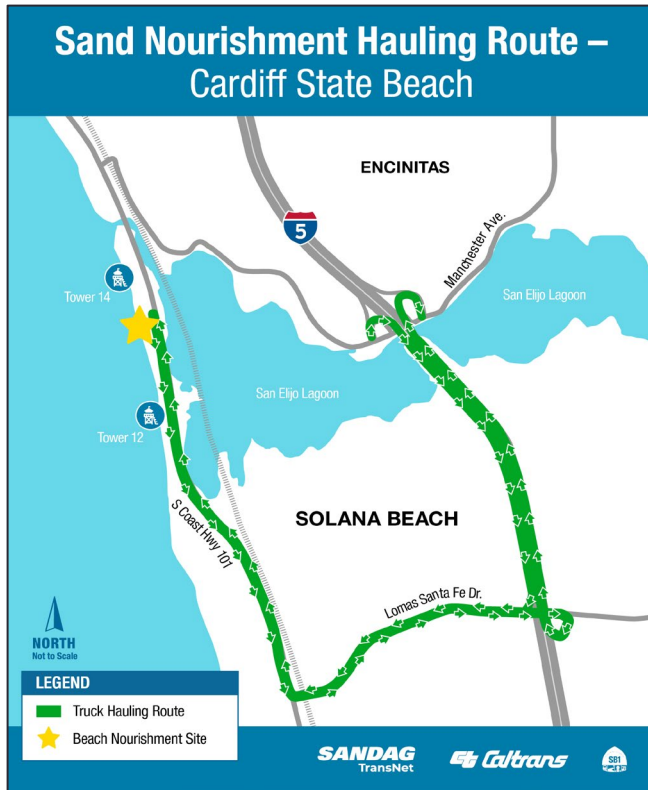 Sand Nourishment Hauling Route –
Cardiff State Beach
ENCINITAS
5
Manchester Ave.
San Elijo Lagoon
Tower 14
San Elijo Lagoon
Tower 12
SOLANA BEACH
S Coast Hwy 101
Lomas Santa Fe Dr.
NORTH
Not to Scale
LEGEND
Truck Hauling Route
Beach Nourishment Site
SANDAG
TransNet
Caltrans
SB1